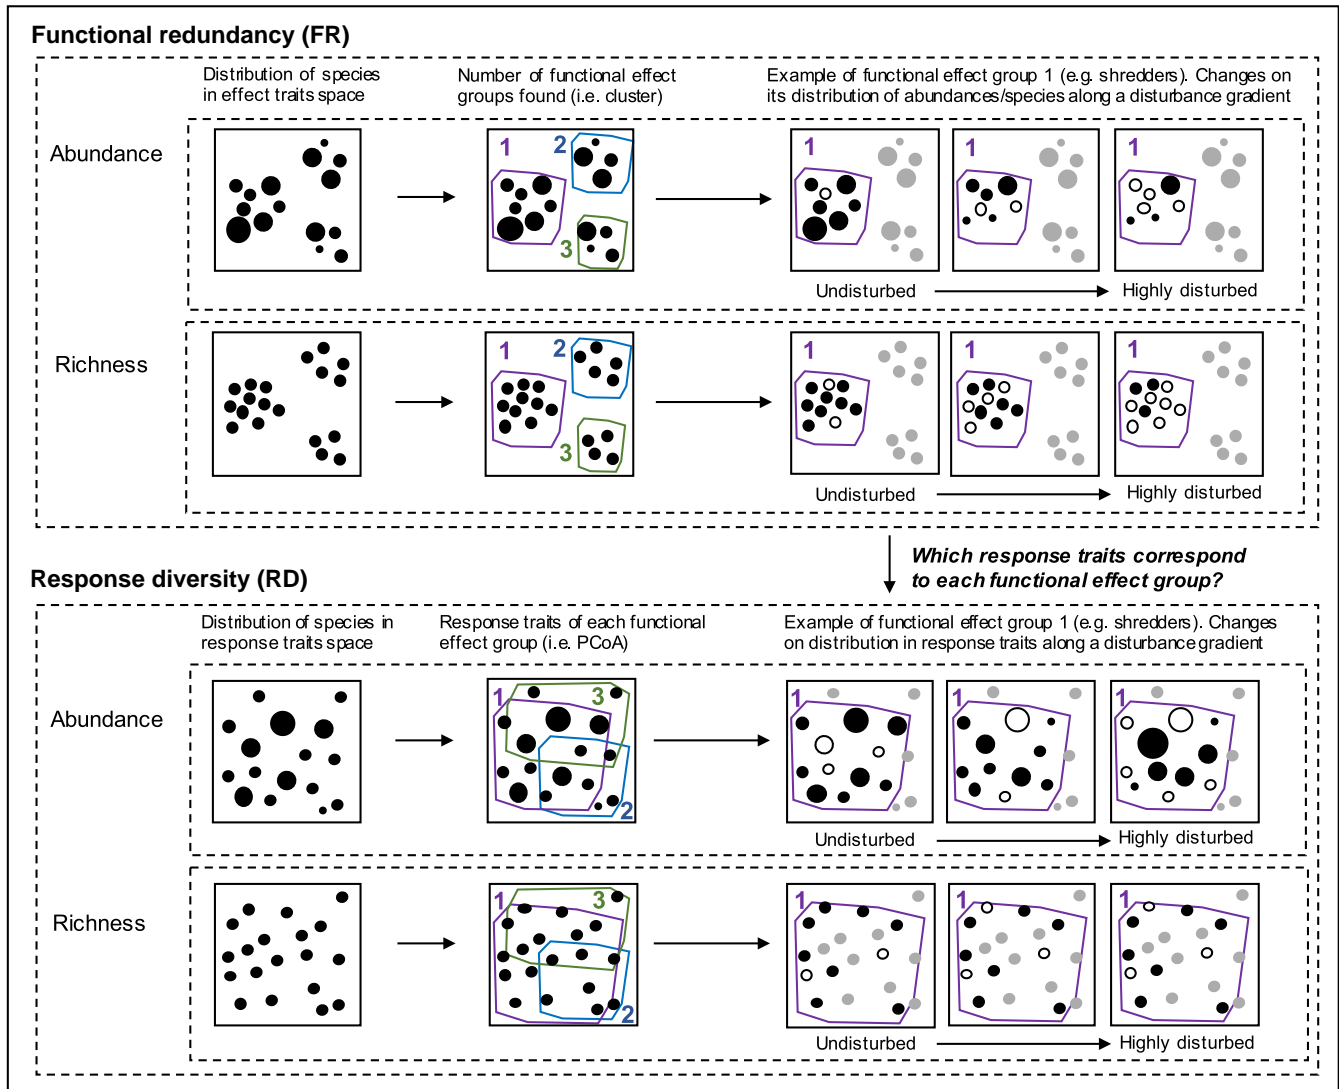 Functional redundancy (FR)
Distribution of species
in effect traits space
Number of functional effect
groups found (i.e. cluster)
Example of functional effect group 1 (e.g. shredders). Changes on
its distribution of abundances/species along a disturbance gradient
Abundance
1
2
3
1
1
1
Undisturbed
Highly disturbed
Richness
1
2
3
1
1
1
Undisturbed
Highly disturbed
Which response traits correspond
to each functional effect group?
Response diversity (RD)
Distribution of species in
response traits space
Response traits of each functional
effect group (i.e. PCoA)
Example of functional effect group 1 (e.g. shredders). Changes
on distribution in response traits along a disturbance gradient
Abundance
1
3
2
1
1
1
Undisturbed
Highly disturbed
Richness
1
3
2
1
1
1
Undisturbed
Highly disturbed